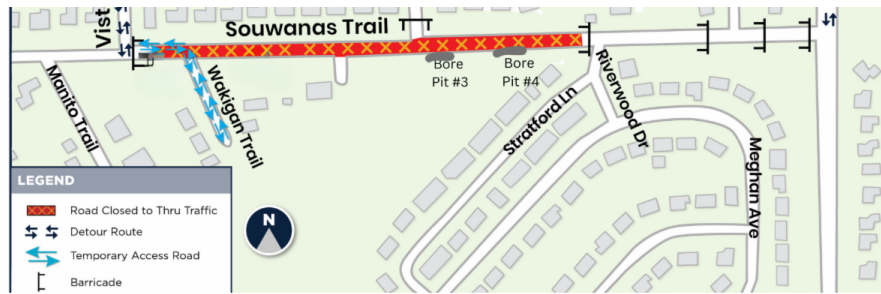 Vist
Souwanas Trail
Manito Trail
Wakigan Trail
Bore
Pit #3
Bore
Pit #4
Stratford Ln
Riverwood Dr
Meghan Ave
N
LEGEND
Road Closed to Thru Traffic
Detour Route
Temporary Access Road
Barricade